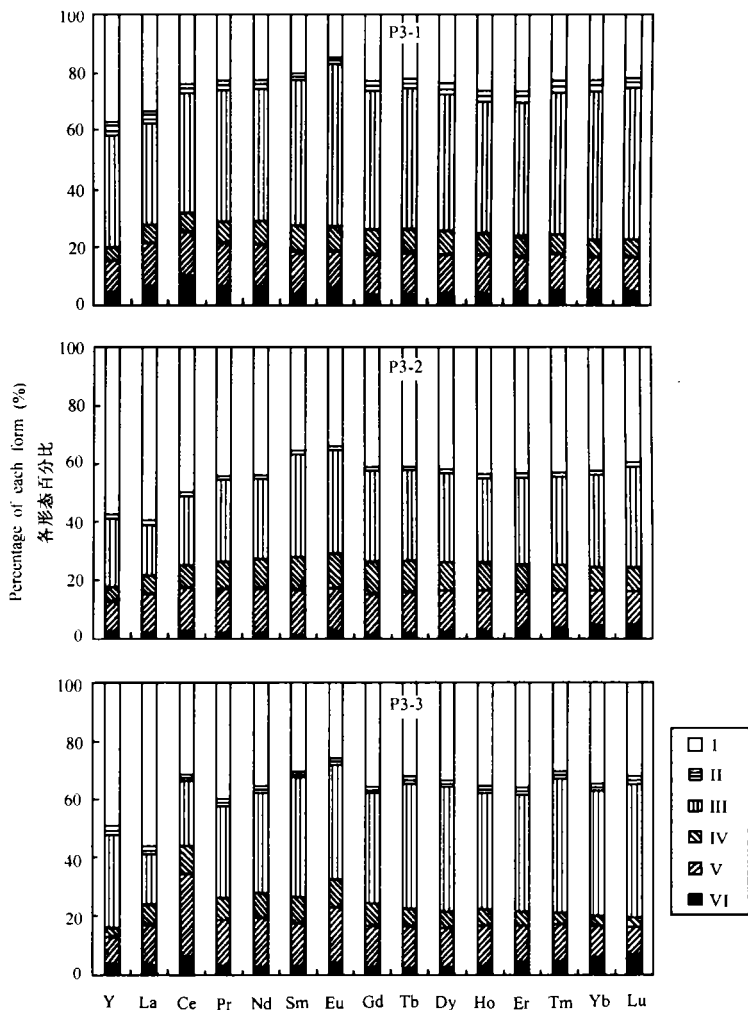 P3-1
100
80
60
40
20
0
P3-2
100
80
60
40
20
0
Percentage of each form (%)
各形态百分比
P3-3
100
80
60
40
20
0
Y La Ce Pr Nd Sm Eu Gd Tb Dy Ho Er Tm Yb Lu
I
II
III
IV
V
VI